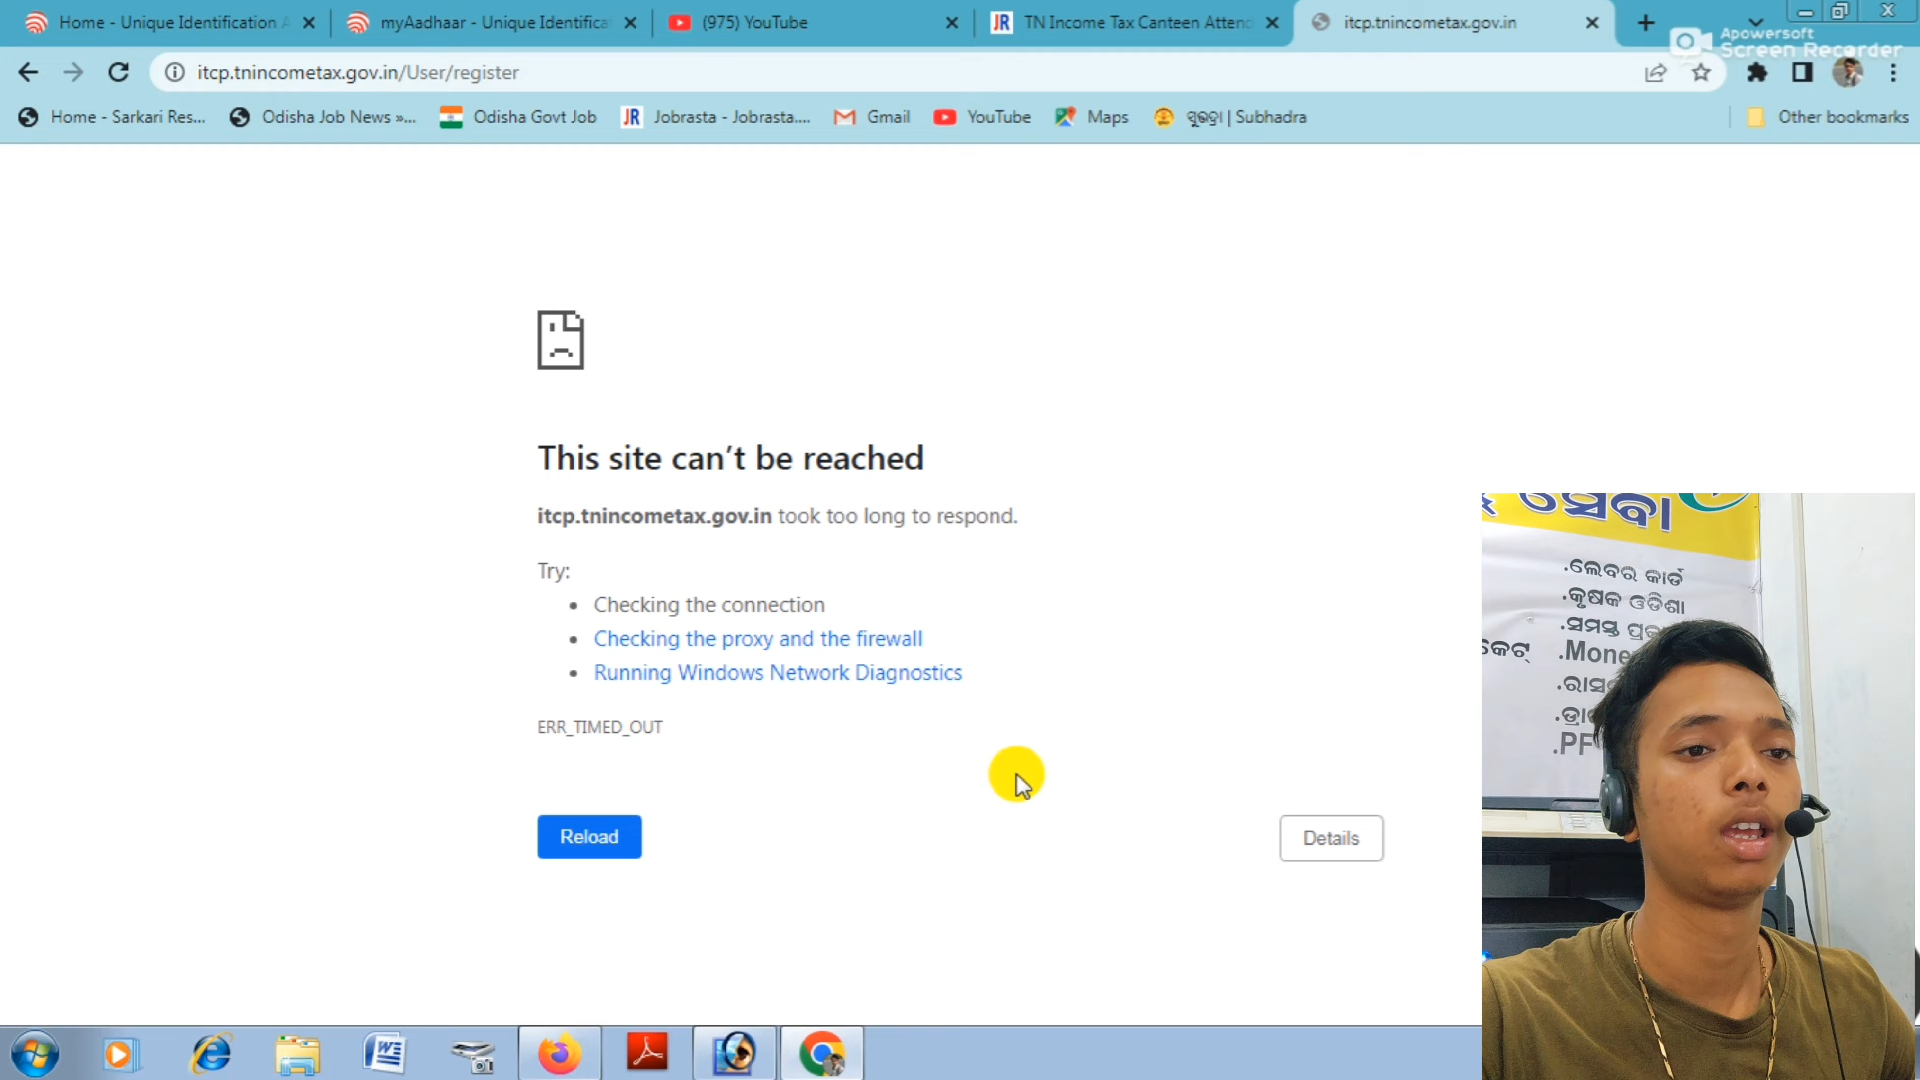 Home - Unique Identification A
myAadhaar - Unique Identifica
(975) YouTube
JR
TN Income Tax Canteen Attend
itcp.tnincometax.gov.in
Apowersoft
Screen Recorder
itcp.tnincometax.gov.in/User/register
Home - Sarkari Res...
Odisha Job News »...
Odisha Govt Job
JR
Jobrasta - Jobrasta....
Gmail
YouTube
Maps
ସୁଭଦ୍ରା | Subhadra
Other bookmarks
This site can’t be reached
itcp.tnincometax.gov.in took too long to respond.
Try:
• Checking the connection
• Checking the proxy and the firewall
• Running Windows Network Diagnostics
ERR_TIMED_OUT
Reload
Details
ସେବା
.ଲେବର କାର୍ଡ
.କୃଷକ ଓଡିଶା
.ସମସ୍ତ
.Mone
.PF